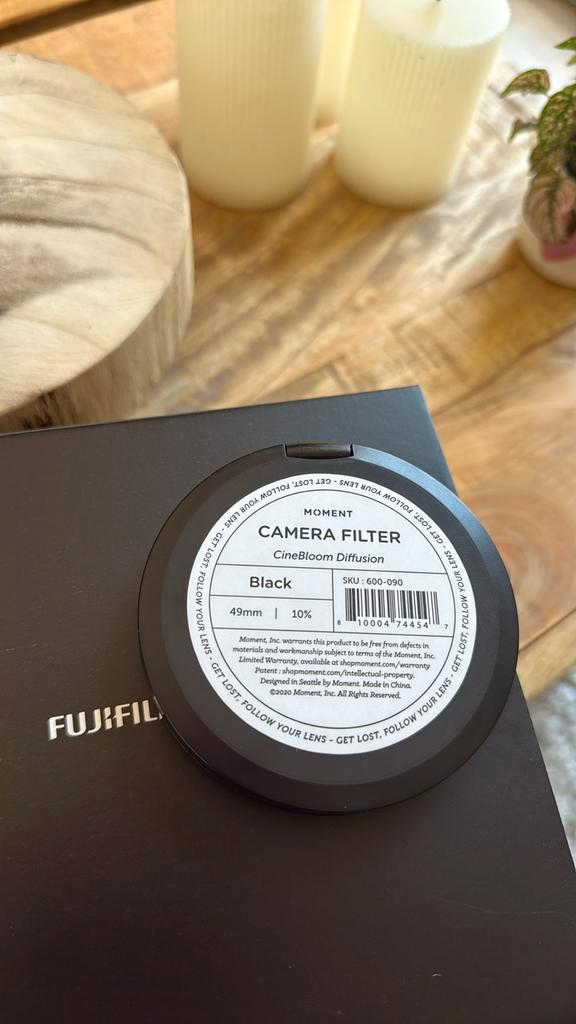 MOMENT
CAMERA FILTER
CineBloom Diffusion
Black
SKU : 600-090
49mm | 10%
8 10004 74454 7
Moment, Inc. warrants this product to be free from defects in
materials and workmanship subject to terms of the Moment, Inc.
Limited Warranty, available at shopmoment.com/warranty
Patent : shopmoment.com/intellectual-property.
Designed in Seattle by Moment. Made in China.
©2020 Moment, Inc. All Rights Reserved.
GET LOST, FOLLOW YOUR LENS - GET LOST, FOLLOW YOUR LENS - GET LOST, FOLLOW YOUR LENS - GET LOST, FOLLOW YOUR LENS -
FUJIFIL